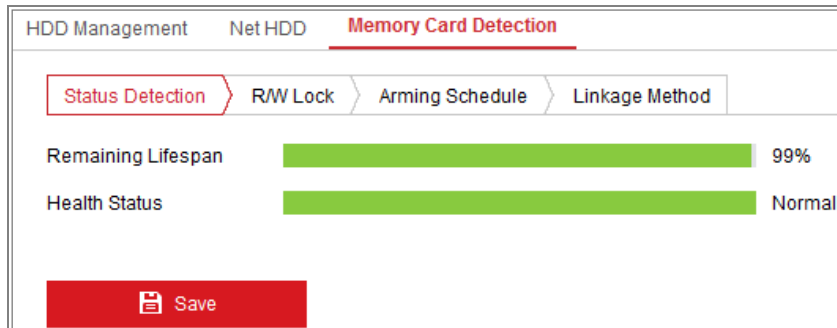 HDD Management Net HDD Memory Card Detection
Status Detection R/W Lock Arming Schedule Linkage Method
Remaining Lifespan 99%
Health Status Normal
Save